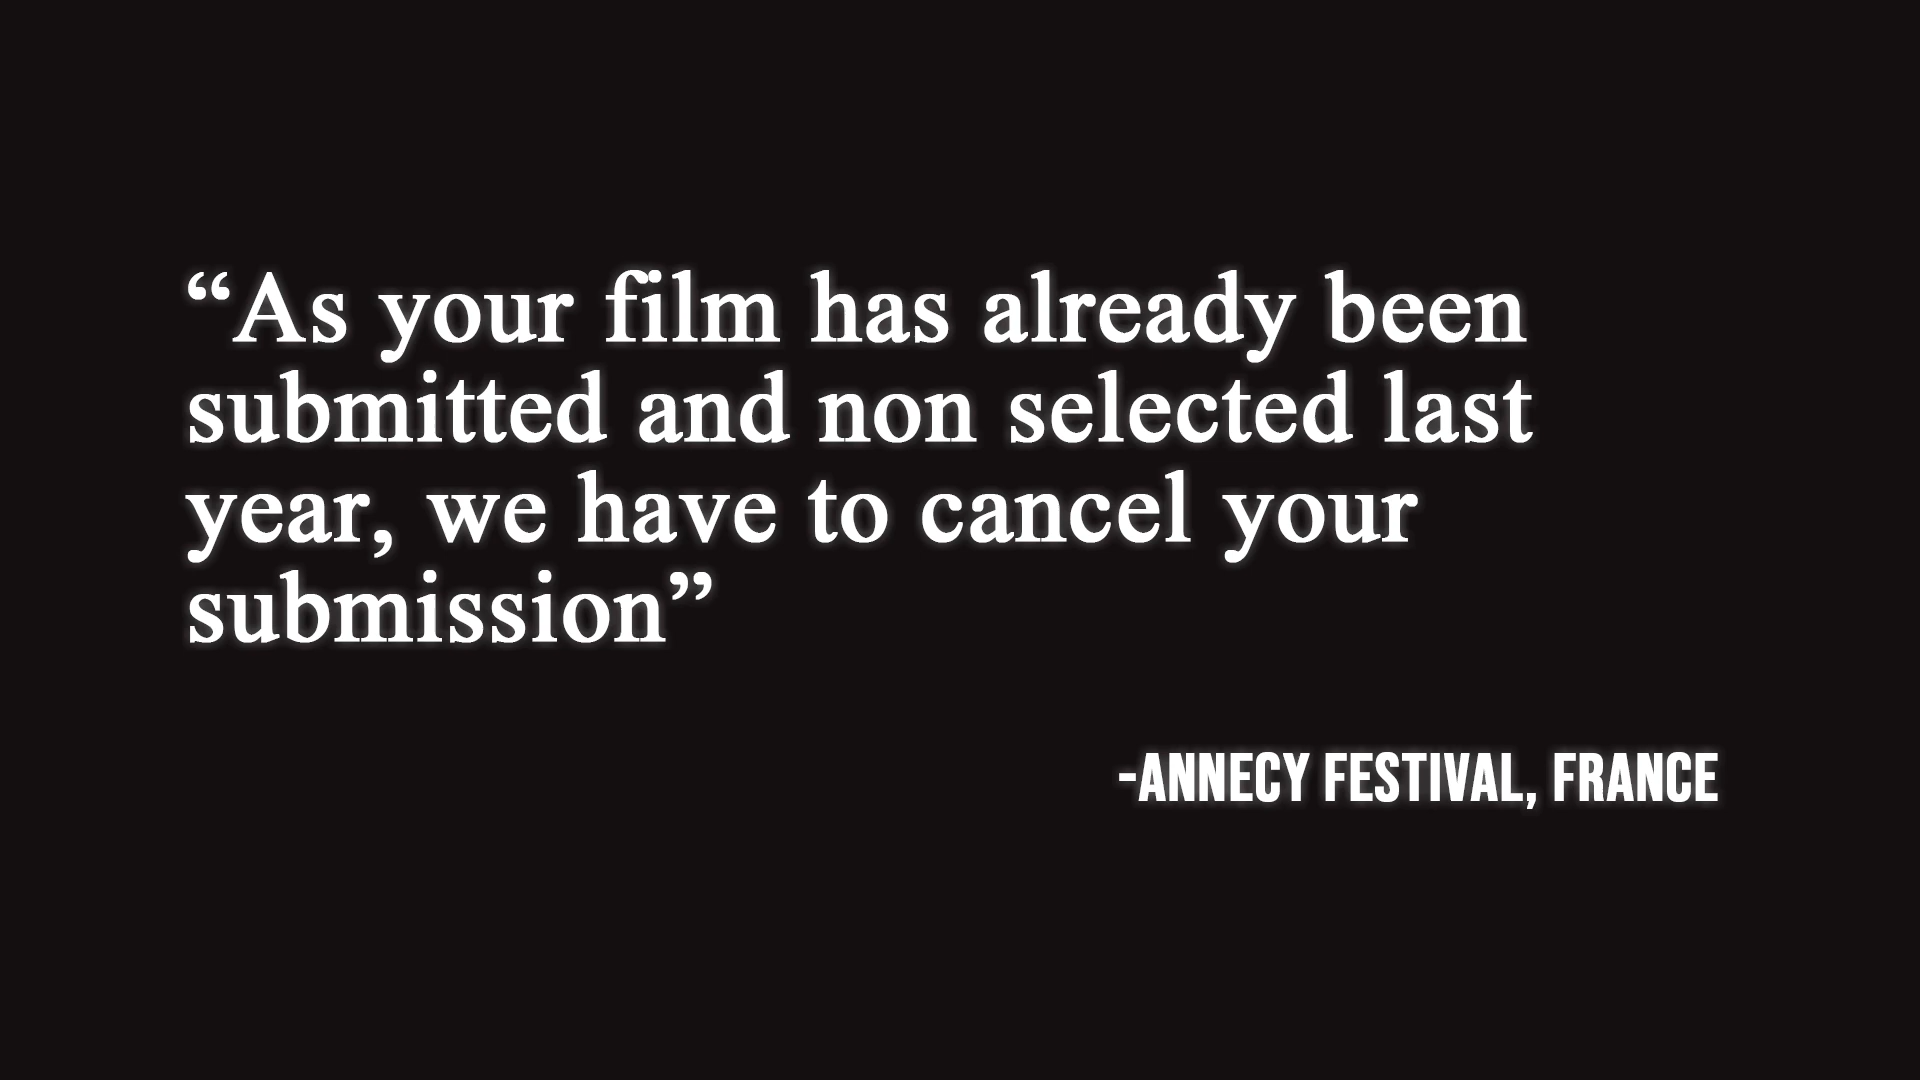 “As your film has already been
submitted and non selected last
year, we have to cancel your
submission”
-ANNECY FESTIVAL, FRANCE